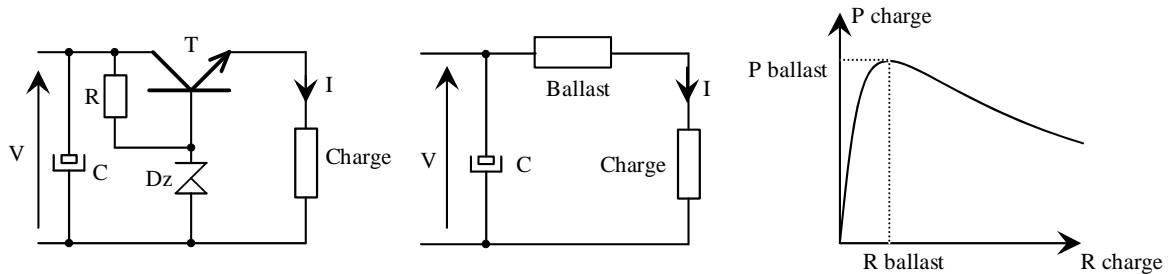 T
R
I
V
C
Dz
Charge
Ballast
I
V
C
Charge
P charge
P ballast
R ballast
R charge